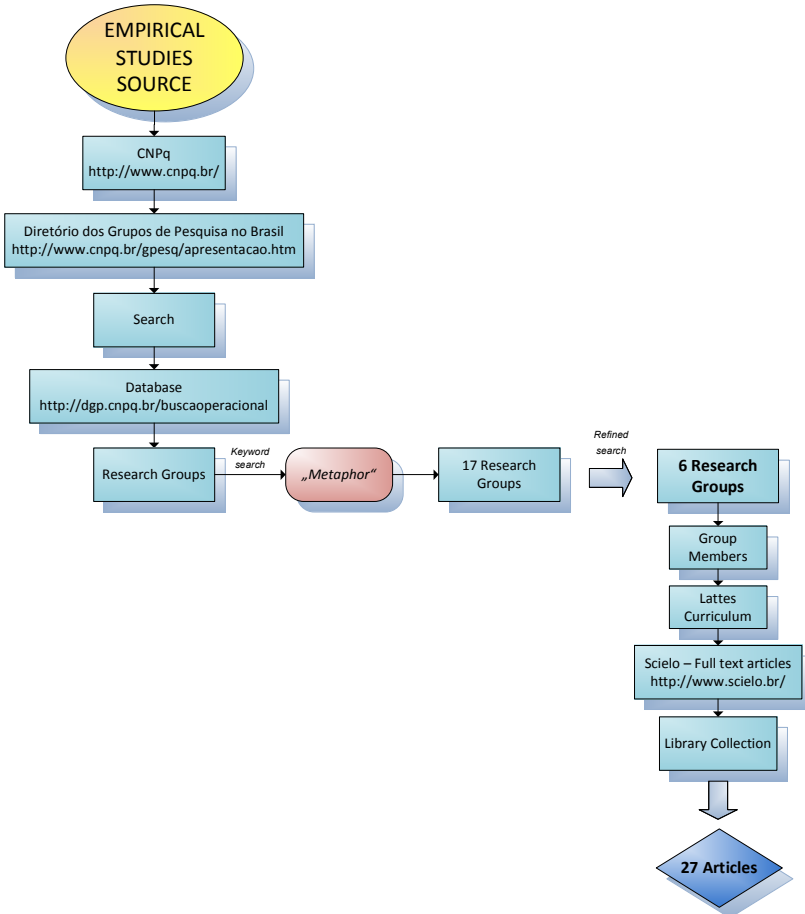 EMPIRICAL
STUDIES
SOURCE
CNPq
http://www.cnpq.br/
Diretório dos Grupos de Pesquisa no Brasil
http://www.cnpq.br/gpesq/apresentacao.htm
Search
Database
http://dgp.cnpq.br/buscaoperacional
Research Groups
Keyword
search
„Metaphor“
17 Research
Groups
Refined
search
6 Research
Groups
Group
Members
Lattes
Curriculum
Scielo – Full text articles
http://www.scielo.br/
Library Collection
27 Articles